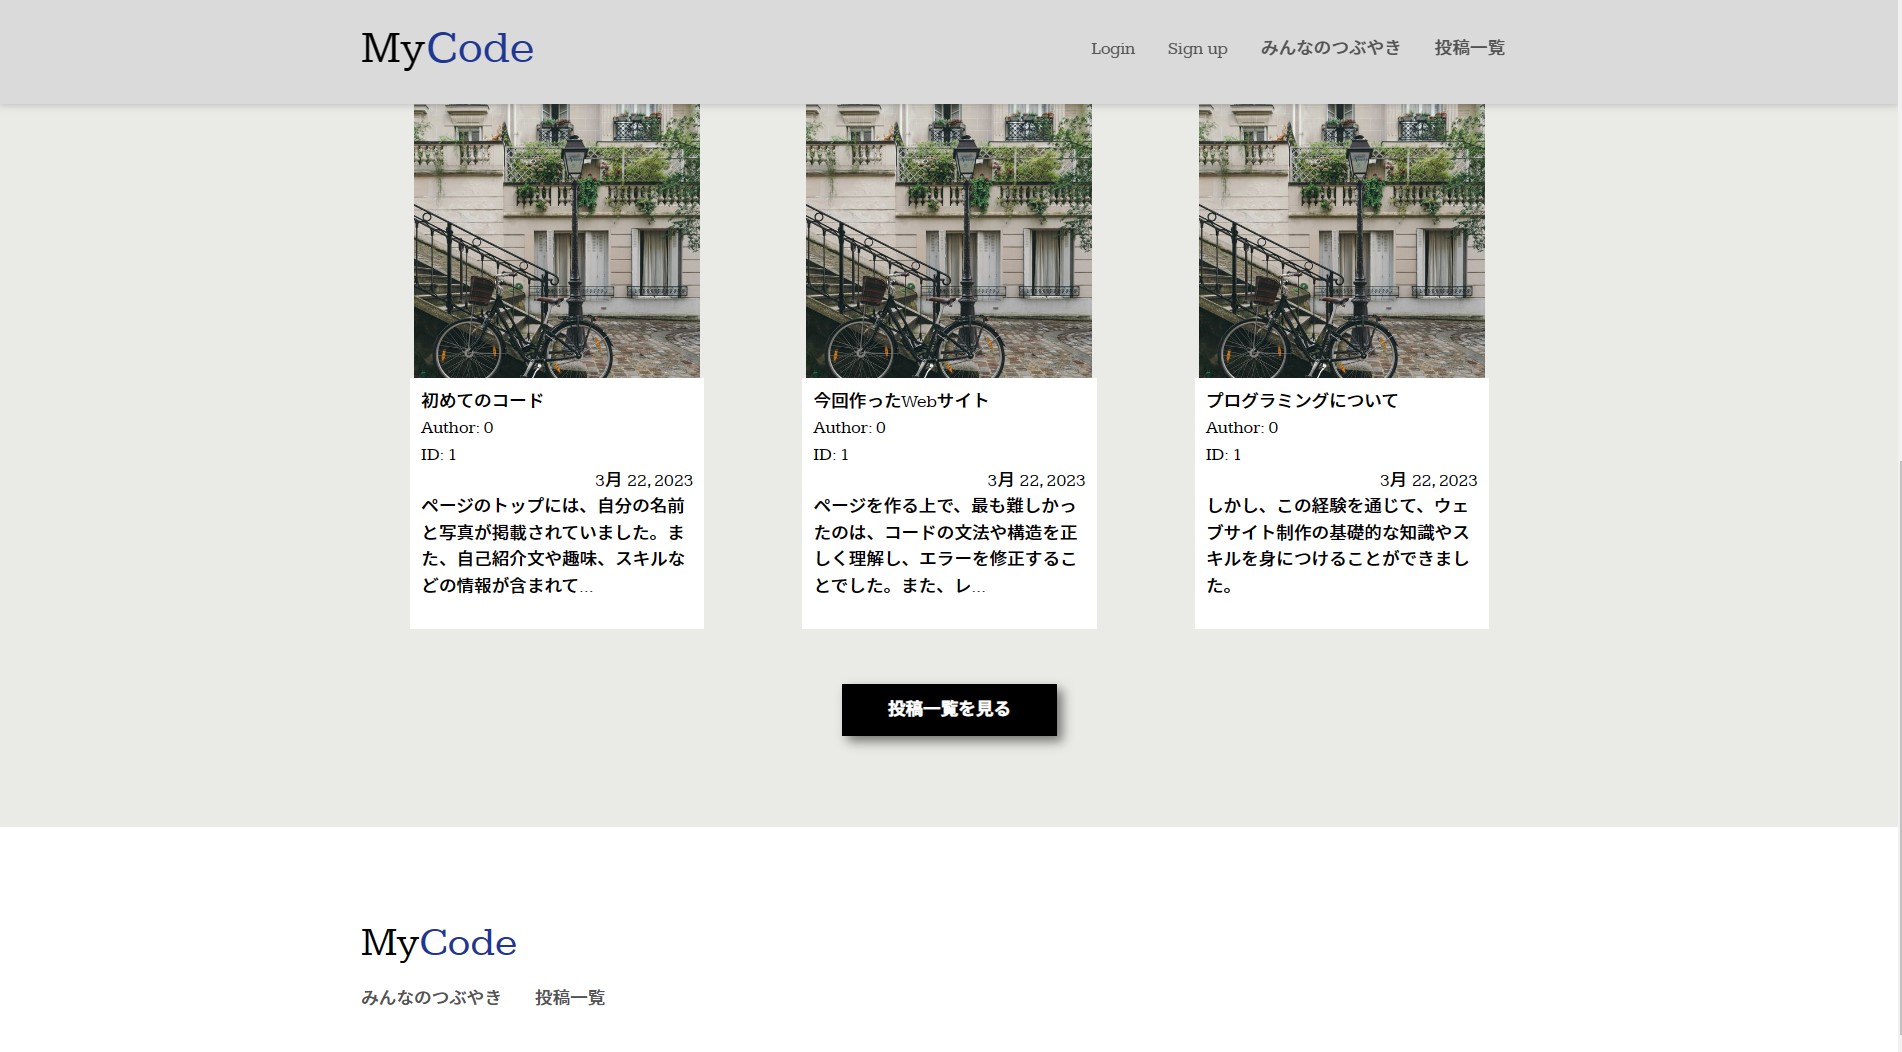 MyCode
Login Sign up みんなのつぶやき 投稿一覧
初めてのコード
Author: 0
ID: 1
3月 22, 2023
ページのトップには、自分の名前
と写真が掲載されていました。ま
た、自己紹介文や趣味、スキルな
どの情報が含まれて...
今回作ったWebサイト
Author: 0
ID: 1
3月 22, 2023
ページを作る上で、最も難しかっ
たのは、コードの文法や構造を正
しく理解し、エラーを修正するこ
とでした。また、レ...
プログラミングについて
Author: 0
ID: 1
3月 22, 2023
しかし、この経験を通じて、ウェ
ブサイト制作の基礎的な知識やス
キルを身につけることができまし
た。
投稿一覧を見る
MyCode
みんなのつぶやき 投稿一覧